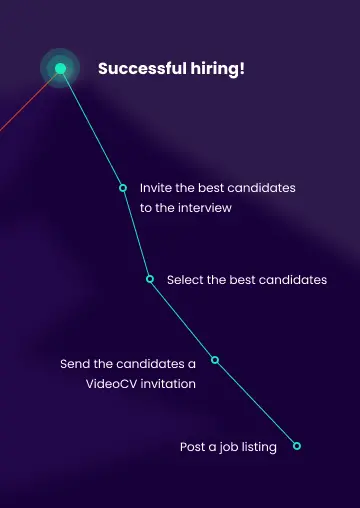 Successful hiring!
Invite the best candidates
to the interview
Select the best candidates
Send the candidates a
VideoCV invitation
Post a job listing